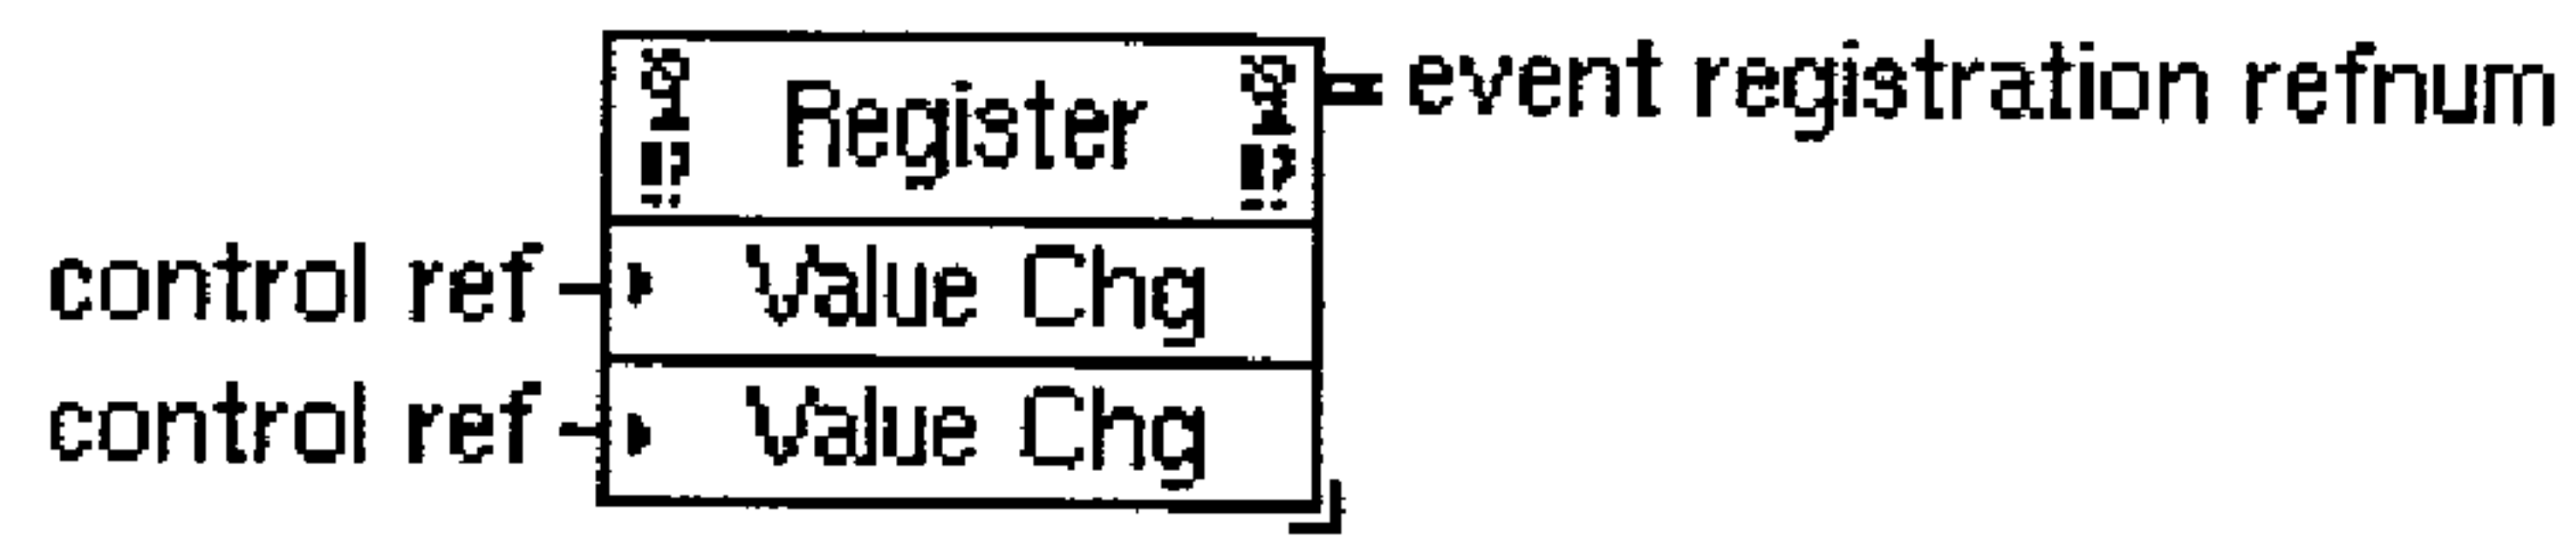 Register
event registration refnum
control ref
Value Chg
control ref
Value Chg